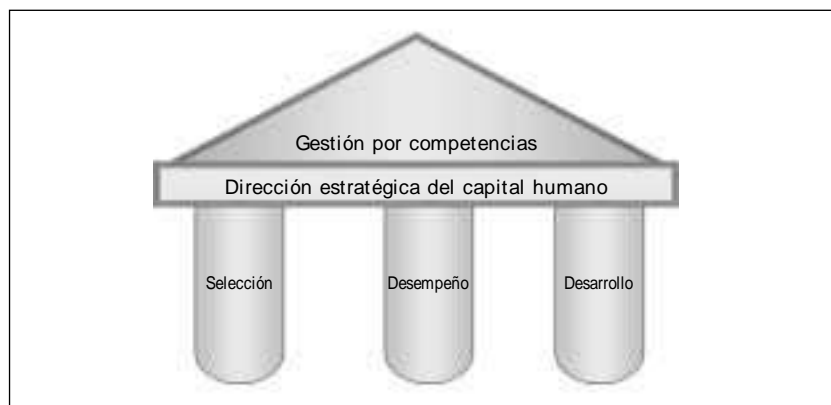 Gestión por competencias
Dirección estratégica del capital humano
Selección
Desempeño
Desarrollo